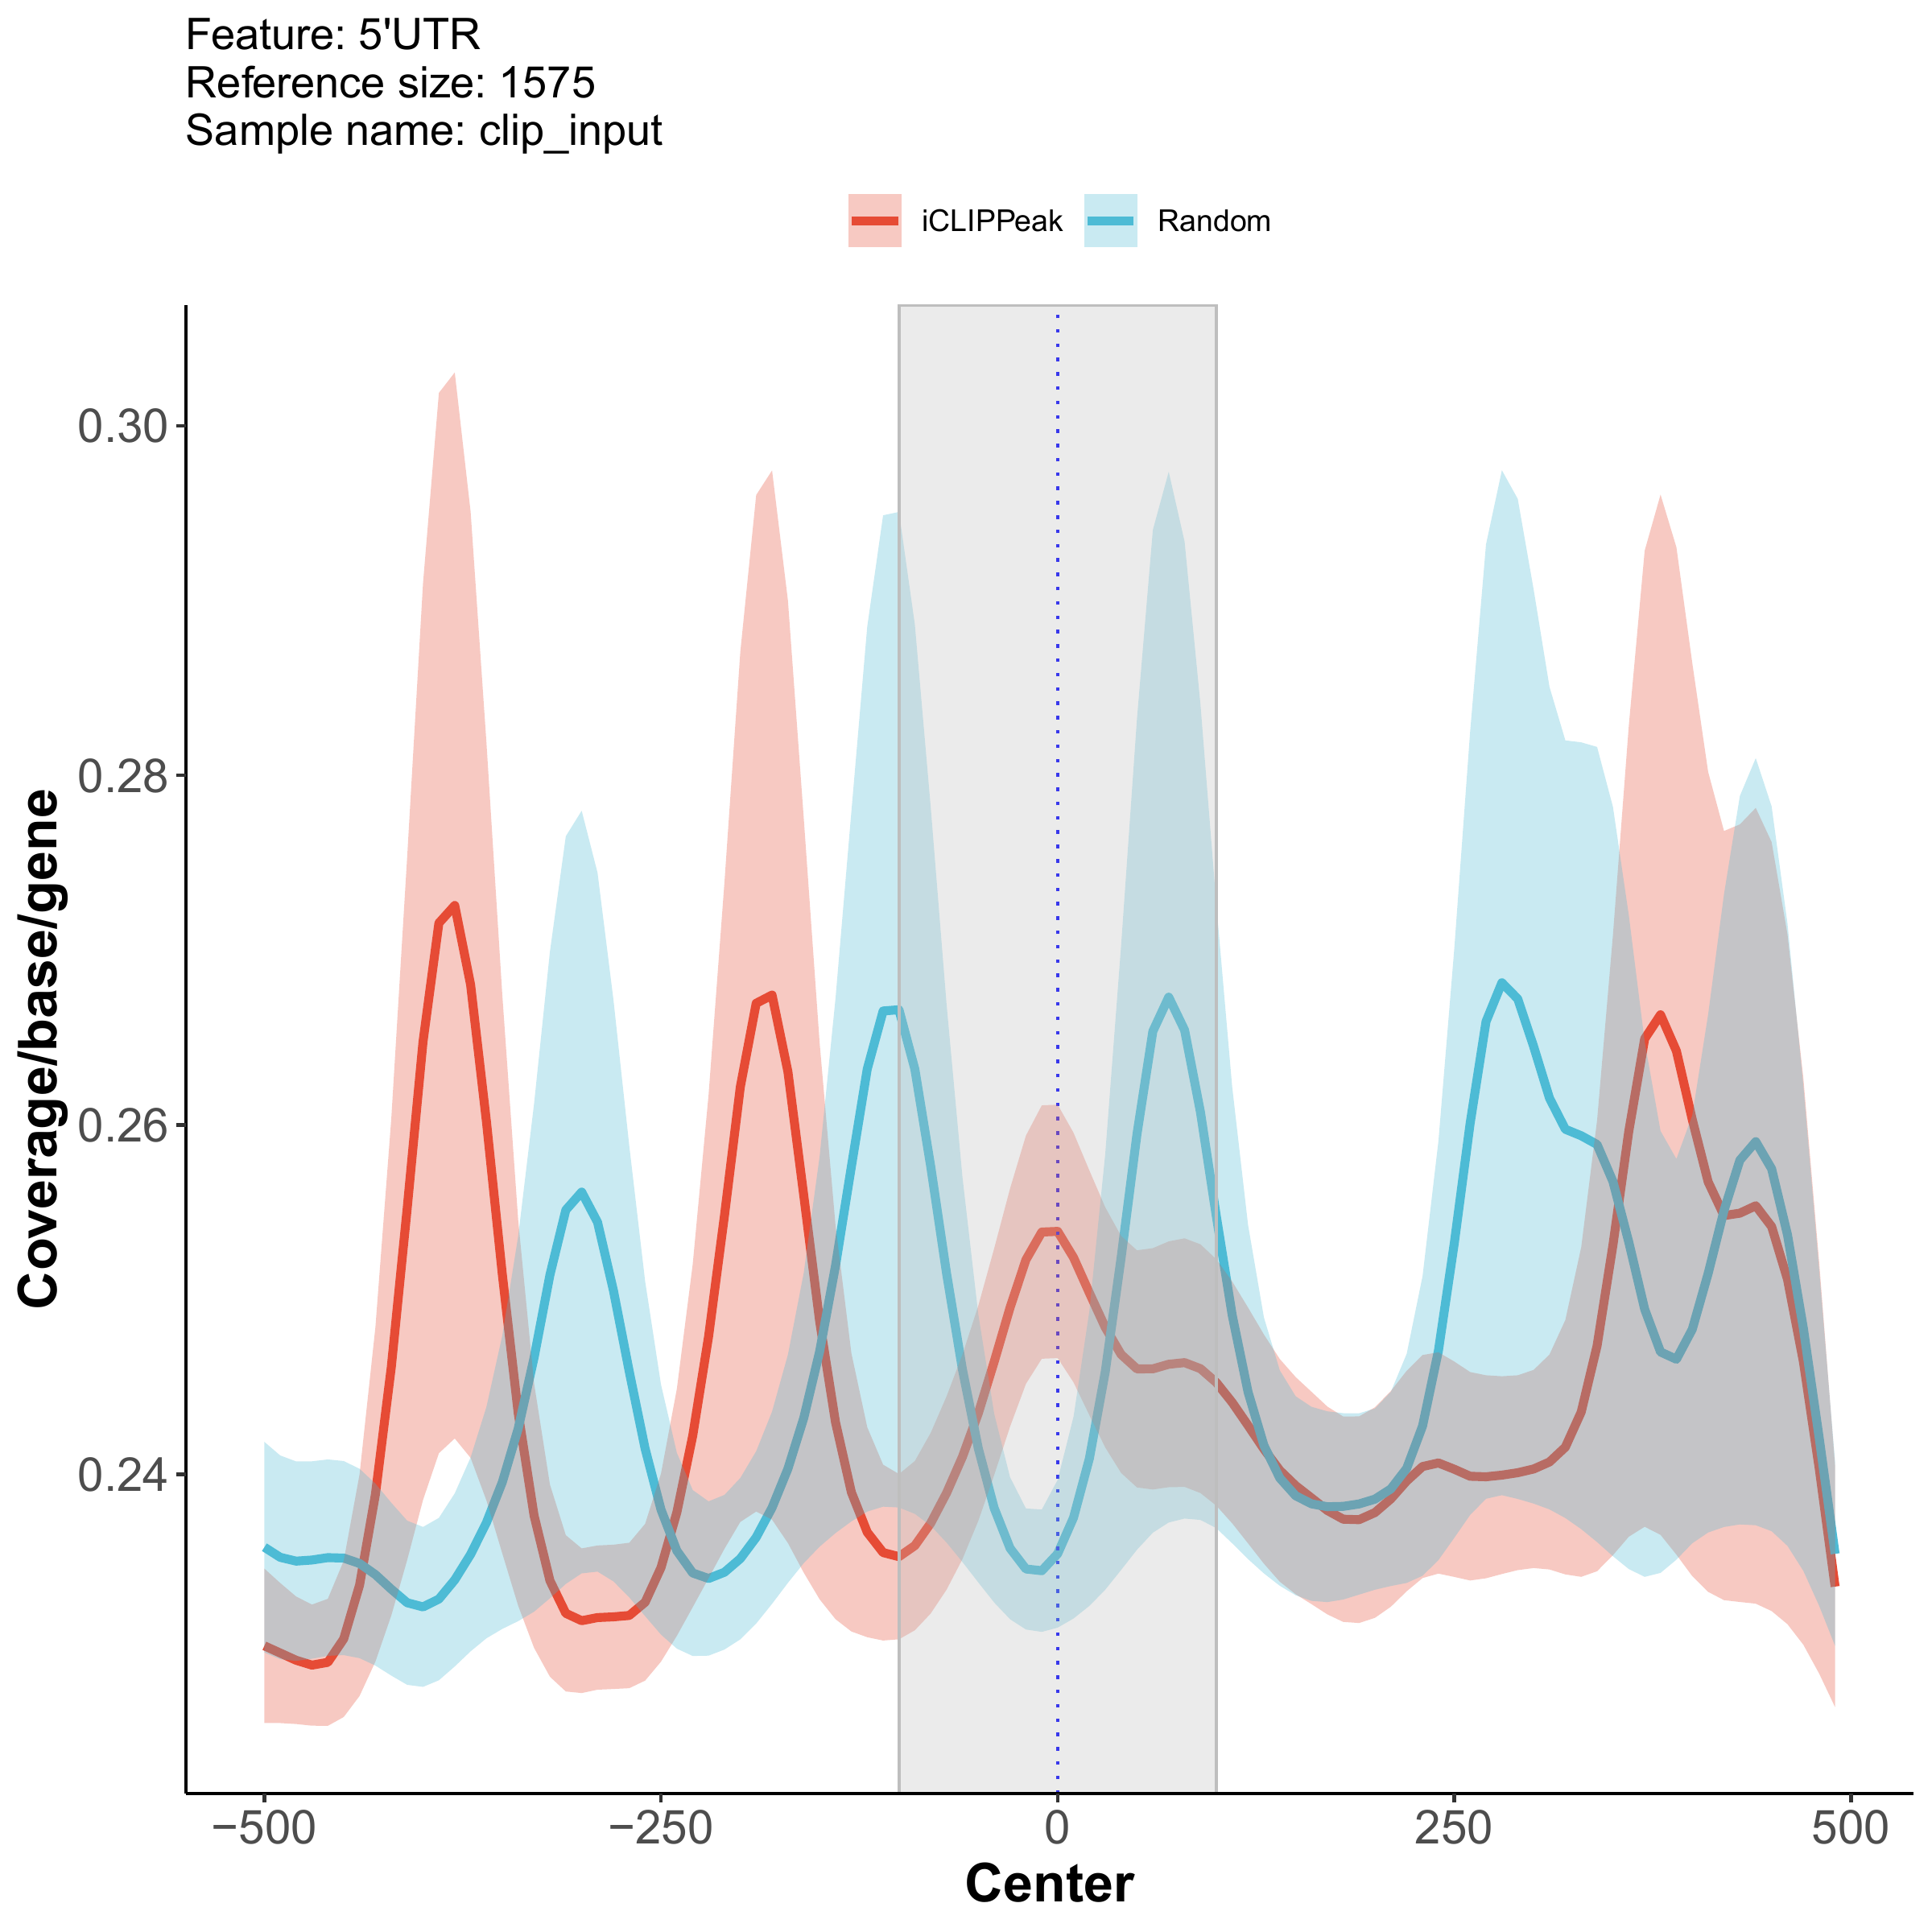 Feature: 5'UTR
Reference size: 1575
Sample name: clip_input
iCLIPPeak Random
Coverage/base/gene
0.30
0.28
0.26
0.24
−500 −250 0 250 500
Center